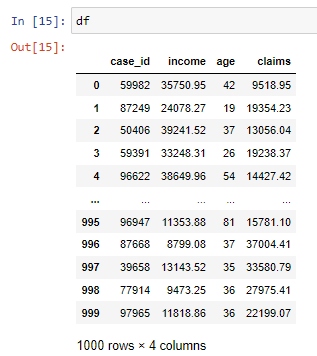 In [15]: df
Out[15]:
case_id income age claims
0 59982 35750.95 42 9518.95
1 87249 24078.27 19 19354.23
2 50406 39241.52 37 13056.04
3 59391 33248.31 26 19238.37
4 96622 38649.96 54 14427.42
... ... ... ... ...
995 96947 11353.88 81 15781.10
996 87668 8799.08 37 37004.41
997 39658 13143.52 35 33580.79
998 77914 9473.25 36 27975.41
999 97965 11818.86 36 22199.07
1000 rows × 4 columns